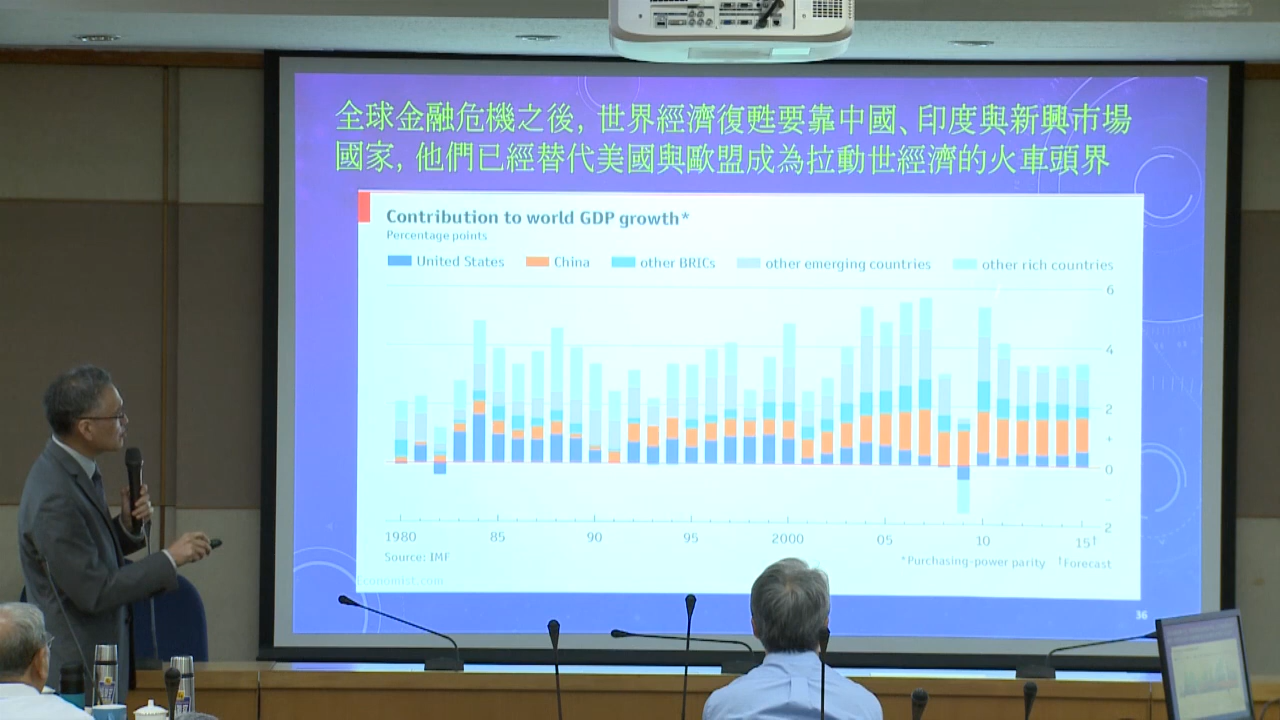 全球金融危機之後, 世界經濟復甦要靠中國、印度與新興市場
國家, 他們已經替代美國與歐盟成為拉動世經濟的火車頭界
Contribution to world GDP growth*
Percentage points
United States China other BRICs other emerging countries other rich countries
6
4
2
+
0
–
2
1980 85 90 95 2000 05 10 15†
Source: IMF *Purchasing-power parity †Forecast
Economist.com
36